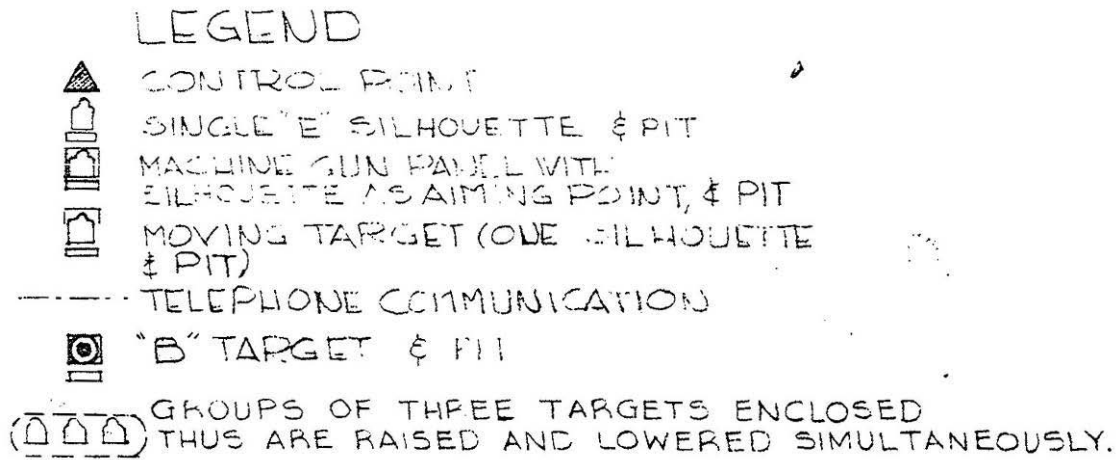 LEGEND
CONTROL POINT
SINGLE "E" SILHOUETTE & PIT
MACHINE GUN PANEL WITH
SILHOUETTE AS AIMING POINT, & PIT
MOVING TARGET (ONE SILHOUETTE
& PIT)
TELEPHONE COMMUNICATION
"B" TARGET & PIT
GROUPS OF THREE TARGETS ENCLOSED
THUS ARE RAISED AND LOWERED SIMULTANEOUSLY.